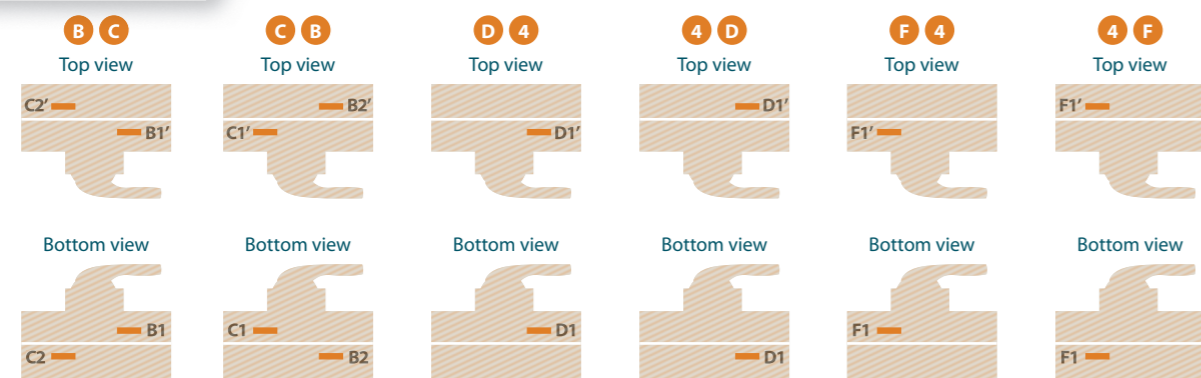 B C C B D 4 4 D F 4 4 F
Top view Top view Top view Top view Top view Top view
C2′ B2′ D1′ F1′
B1′ C1′ D1′ F1′
Bottom view Bottom view Bottom view Bottom view Bottom view Bottom view
B1 C1 D1 F1
C2 B2 D1 F1